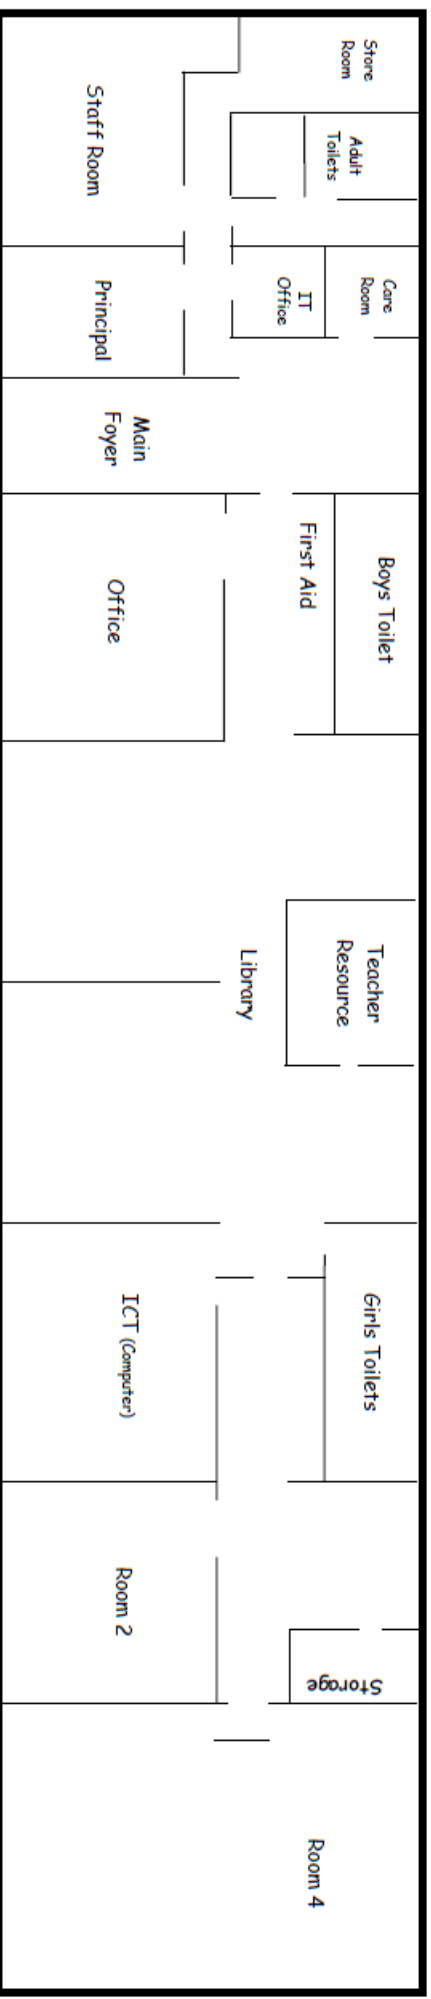 Store
Room
Adult
Toilets
Staff Room
Care
Room
IT
Office
Principal
Main
Foyer
Boys Toilet
First Aid
Office
Teacher
Resource
Library
Girls Toilets
ICT (Computer)
Room 2
Storage
Room 4